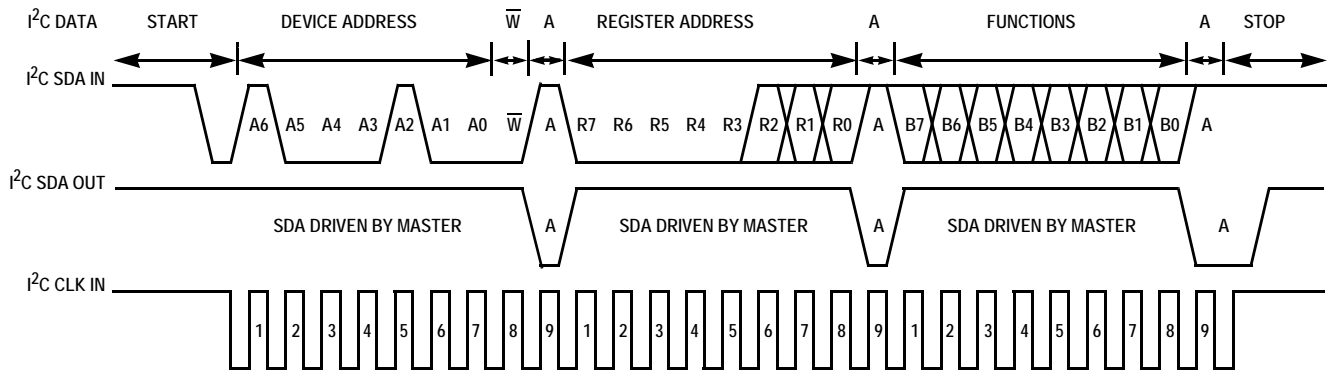 I²C DATA START DEVICE ADDRESS W̅ A REGISTER ADDRESS A FUNCTIONS A STOP
I²C SDA IN
A6 A5 A4 A3 A2 A1 A0 W̅ A R7 R6 R5 R4 R3 R2 R1 R0 A B7 B6 B5 B4 B3 B2 B1 B0 A
I²C SDA OUT
SDA DRIVEN BY MASTER A SDA DRIVEN BY MASTER A SDA DRIVEN BY MASTER A
I²C CLK IN
1 2 3 4 5 6 7 8 9 1 2 3 4 5 6 7 8 9 1 2 3 4 5 6 7 8 9